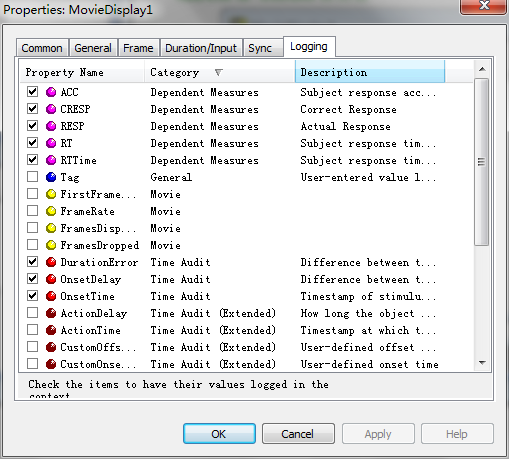 Properties: MovieDisplay1
Common General Frame Duration/Input Sync Logging
Property Name Category Description
ACC Dependent Measures Subject response acc...
CRESP Dependent Measures Correct Response
RESP Dependent Measures Actual Response
RT Dependent Measures Subject response tim...
RTTime Dependent Measures Subject response tim...
Tag General User-entered value l...
FirstFrame... Movie
FrameRate Movie
FramesDisp... Movie
FramesDropped Movie
DurationError Time Audit Difference between t...
OnsetDelay Time Audit Difference between t...
OnsetTime Time Audit Timestamp of stimulu...
ActionDelay Time Audit (Extended) How long the object ...
ActionTime Time Audit (Extended) Timestamp at which t...
CustomOffs... Time Audit (Extended) User-defined offset ...
CustomOnse... Time Audit (Extended) User-defined onset time
Check the items to have their values logged in the
context
OK Cancel Apply Help